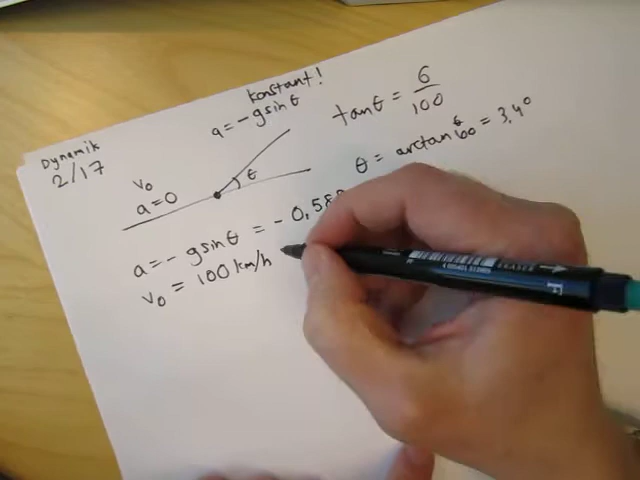 Dynamik
2/17
konstant!
a = - g sin θ
tan θ = 6/100
θ = arctan 6/100 = 3,4°
v₀
a = 0
θ
a = - g sin θ = - 0,58
v₀ = 100 km/h
ERASER
F